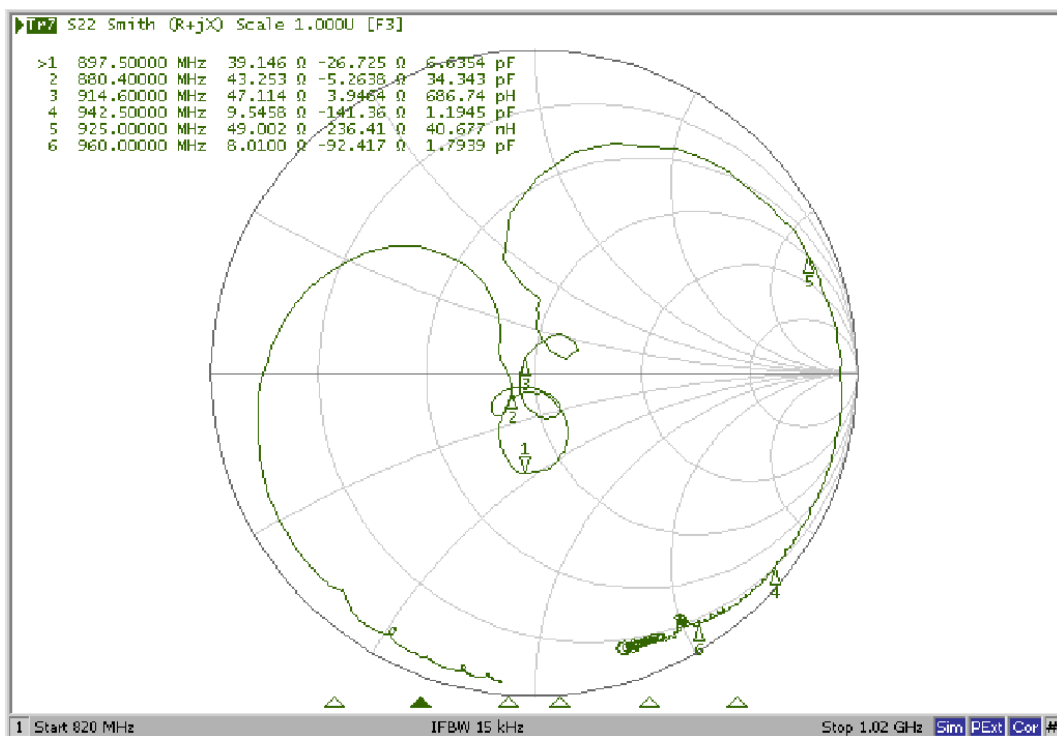 ▶Tr7 S22 Smith (R+jX) Scale 1.000U [F3]
>1 897.50000 MHz 39.146 Ω -26.725 Ω 6.6354 pF
2 880.40000 MHz 43.253 Ω -5.2638 Ω 34.343 pF
3 914.60000 MHz 47.114 Ω 3.9464 Ω 686.74 pH
4 942.50000 MHz 9.5458 Ω -141.36 Ω 1.1945 pF
5 925.00000 MHz 49.002 Ω -236.41 Ω 40.677 nH
6 960.00000 MHz 8.0100 Ω -92.417 Ω 1.7939 pF
5
3
2
1
4
6
1 Start 820 MHz IFBW 15 kHz Stop 1.02 GHz Sim PExt Cor #